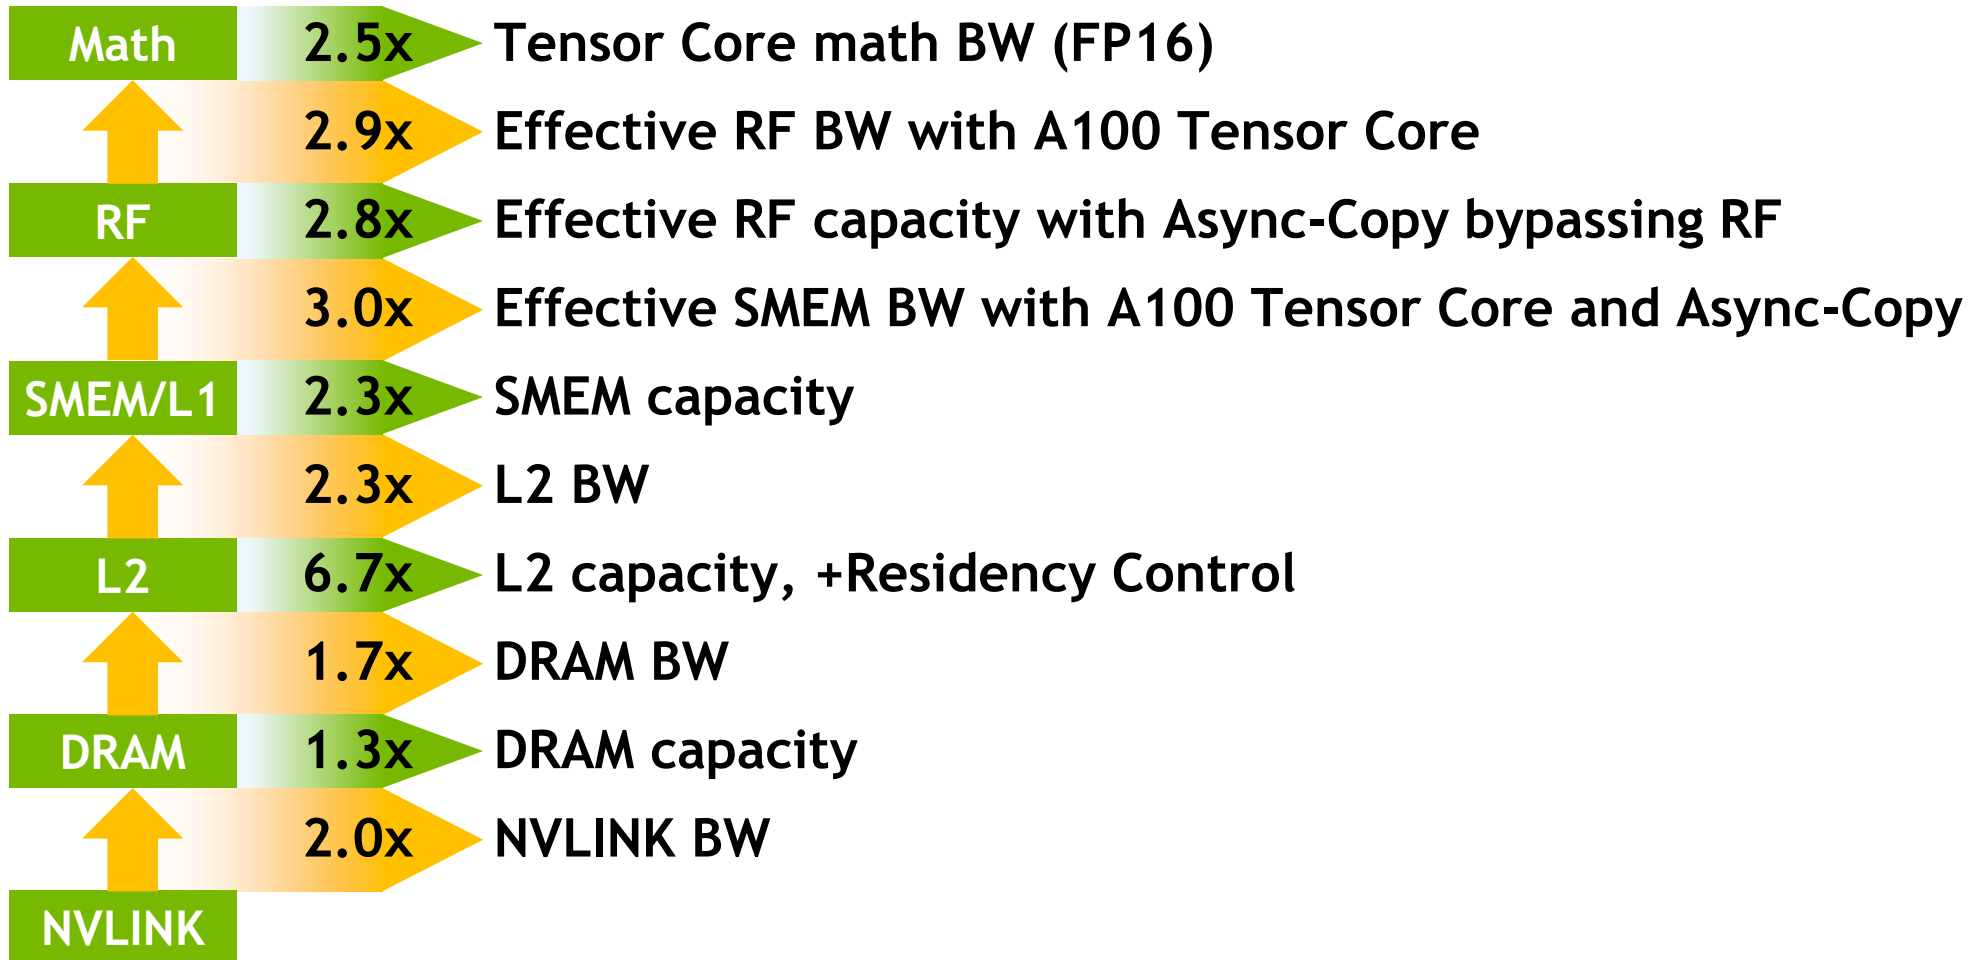 Math 2.5x Tensor Core math BW (FP16)
2.9x Effective RF BW with A100 Tensor Core
RF 2.8x Effective RF capacity with Async-Copy bypassing RF
3.0x Effective SMEM BW with A100 Tensor Core and Async-Copy
SMEM/L1 2.3x SMEM capacity
2.3x L2 BW
L2 6.7x L2 capacity, +Residency Control
1.7x DRAM BW
DRAM 1.3x DRAM capacity
2.0x NVLINK BW
NVLINK